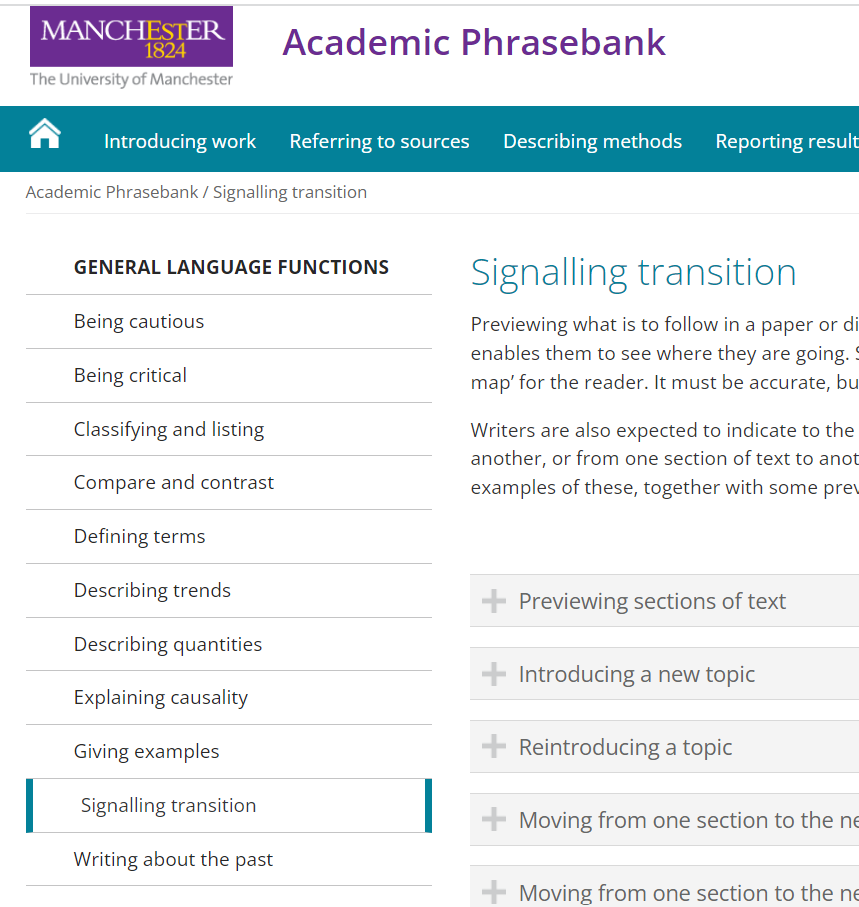 MANCHESTER
1824
The University of Manchester
Academic Phrasebank
Introducing work Referring to sources Describing methods Reporting result
Academic Phrasebank / Signalling transition
GENERAL LANGUAGE FUNCTIONS
Being cautious
Being critical
Classifying and listing
Compare and contrast
Defining terms
Describing trends
Describing quantities
Explaining causality
Giving examples
Signalling transition
Writing about the past
Signalling transition
Previewing what is to follow in a paper or di
enables them to see where they are going. S
map’ for the reader. It must be accurate, bu
Writers are also expected to indicate to the
another, or from one section of text to anot
examples of these, together with some prev
Previewing sections of text
Introducing a new topic
Reintroducing a topic
Moving from one section to the ne
Moving from one section to the ne